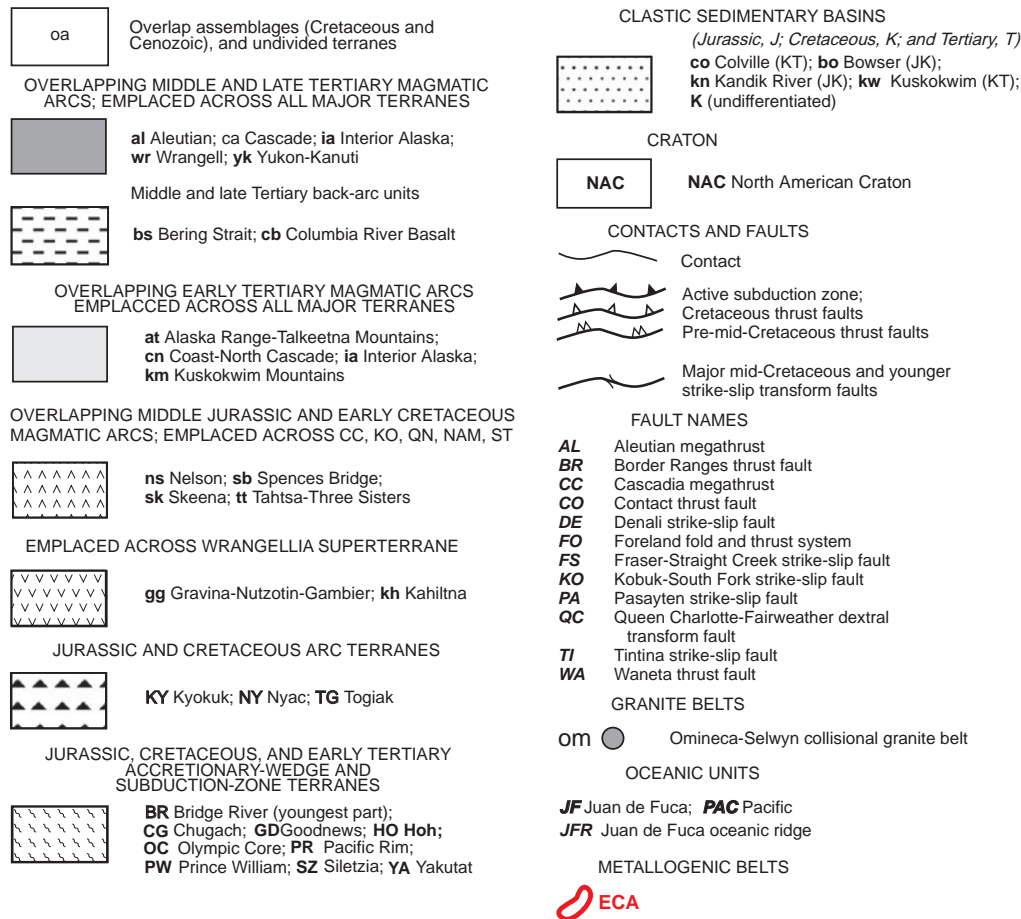 oa
Overlap assemblages (Cretaceous and
Cenozoic), and undivided terranes
OVERLAPPING MIDDLE AND LATE TERTIARY MAGMATIC
ARCS; EMPLACED ACROSS ALL MAJOR TERRANES
al Aleutian; ca Cascade; ia Interior Alaska;
wr Wrangell; yk Yukon-Kanuti
Middle and late Tertiary back-arc units
bs Bering Strait; cb Columbia River Basalt
OVERLAPPING EARLY TERTIARY MAGMATIC ARCS
EMPLACCED ACROSS ALL MAJOR TERRANES
at Alaska Range-Talkeetna Mountains;
cn Coast-North Cascade; ia Interior Alaska;
km Kuskokwim Mountains
OVERLAPPING MIDDLE JURASSIC AND EARLY CRETACEOUS
MAGMATIC ARCS; EMPLACED ACROSS CC, KO, QN, NAM, ST
ns Nelson; sb Spences Bridge;
sk Skeena; tt Tahtsa-Three Sisters
EMPLACED ACROSS WRANGELLIA SUPERTERRANE
gg Gravina-Nutzotin-Gambier; kh Kahiltna
JURASSIC AND CRETACEOUS ARC TERRANES
KY Kyokuk; NY Nyac; TG Togiak
JURASSIC, CRETACEOUS, AND EARLY TERTIARY
ACCRETIONARY-WEDGE AND
SUBDUCTION-ZONE TERRANES
BR Bridge River (youngest part);
CG Chugach; GDGoodnews; HO Hoh;
OC Olympic Core; PR Pacific Rim;
PW Prince William; SZ Siletzia; YA Yakutat
CLASTIC SEDIMENTARY BASINS
(Jurassic, J; Cretaceous, K; and Tertiary, T)
co Colville (KT); bo Bowser (JK);
kn Kandik River (JK); kw Kuskokwim (KT);
K (undifferentiated)
CRATON
NAC
NAC North American Craton
CONTACTS AND FAULTS
Contact
Active subduction zone;
Cretaceous thrust faults
Pre-mid-Cretaceous thrust faults
Major mid-Cretaceous and younger
strike-slip transform faults
FAULT NAMES
AL Aleutian megathrust
BR Border Ranges thrust fault
CC Cascadia megathrust
CO Contact thrust fault
DE Denali strike-slip fault
FO Foreland fold and thrust system
FS Fraser-Straight Creek strike-slip fault
KO Kobuk-South Fork strike-slip fault
PA Pasayten strike-slip fault
QC Queen Charlotte-Fairweather dextral
transform fault
TI Tintina strike-slip fault
WA Waneta thrust fault
GRANITE BELTS
om Omineca-Selwyn collisional granite belt
OCEANIC UNITS
JF Juan de Fuca; PAC Pacific
JFR Juan de Fuca oceanic ridge
METALLOGENIC BELTS
ECA